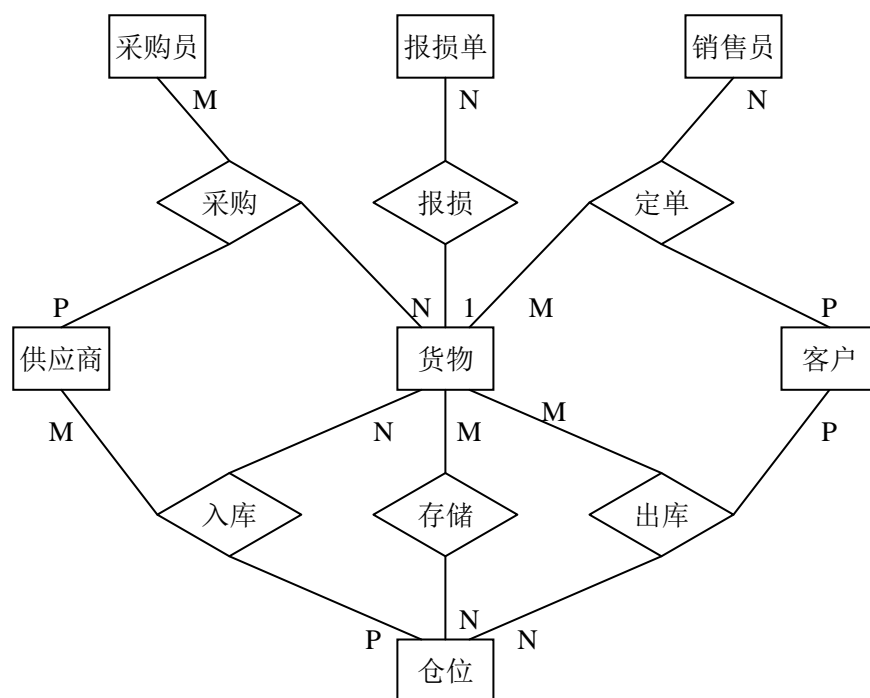 采购员 报损单 销售员
M N N
采购 报损 定单
P N 1 M P
供应商 货物 客户
M N M M P
入库 存储 出库
P N N
仓位